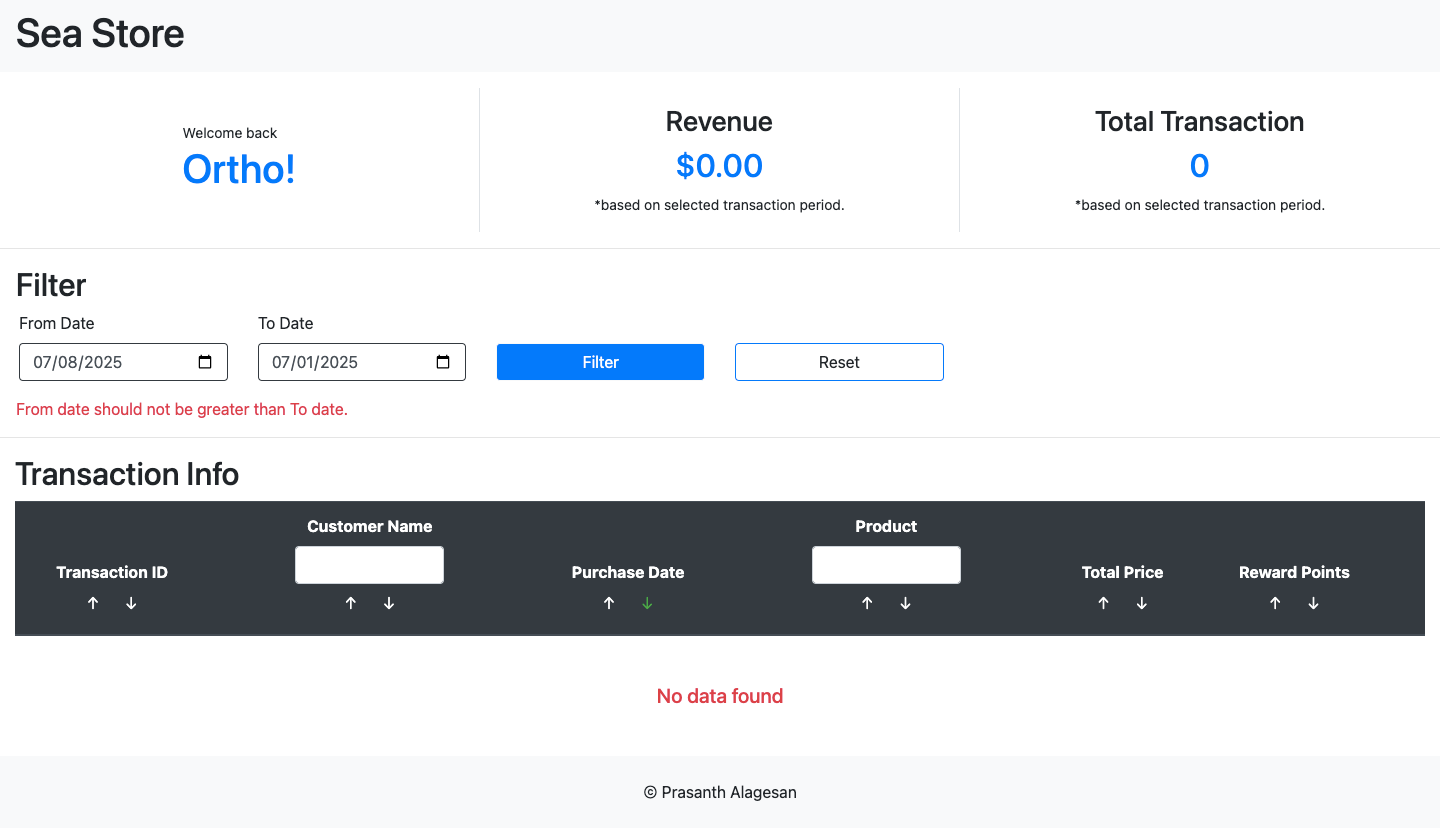 Sea Store
Welcome back
Ortho!
Revenue
$0.00
*based on selected transaction period.
Total Transaction
0
*based on selected transaction period.
Filter
From Date
To Date
07/08/2025
07/01/2025
Filter
Reset
From date should not be greater than To date.
Transaction Info
Transaction ID
Customer Name
Purchase Date
Product
Total Price
Reward Points
No data found
© Prasanth Alagesan